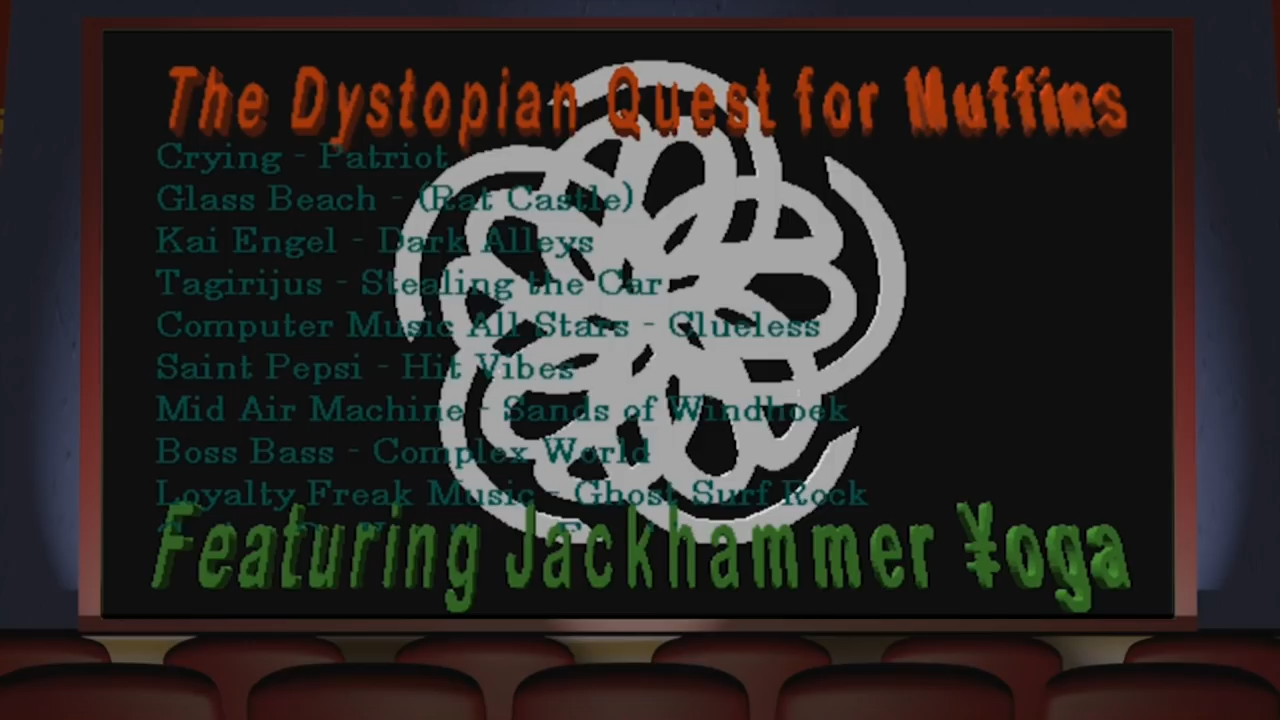 The Dystopian Quest for Muffins
Crying - Patriot
Glass Beach - (Rat Castle)
Kai Engel - Dark Alleys
Tagirijus - Stealing the Car
Computer Music All Stars - Clueless
Saint Pepsi - Hit Vibes
Mid Air Machine - Sands of Windhoek
Boss Bass - Complex World
Loyalty Freak Music - Ghost Surf Rock
Featuring Jackhammer ¥oga